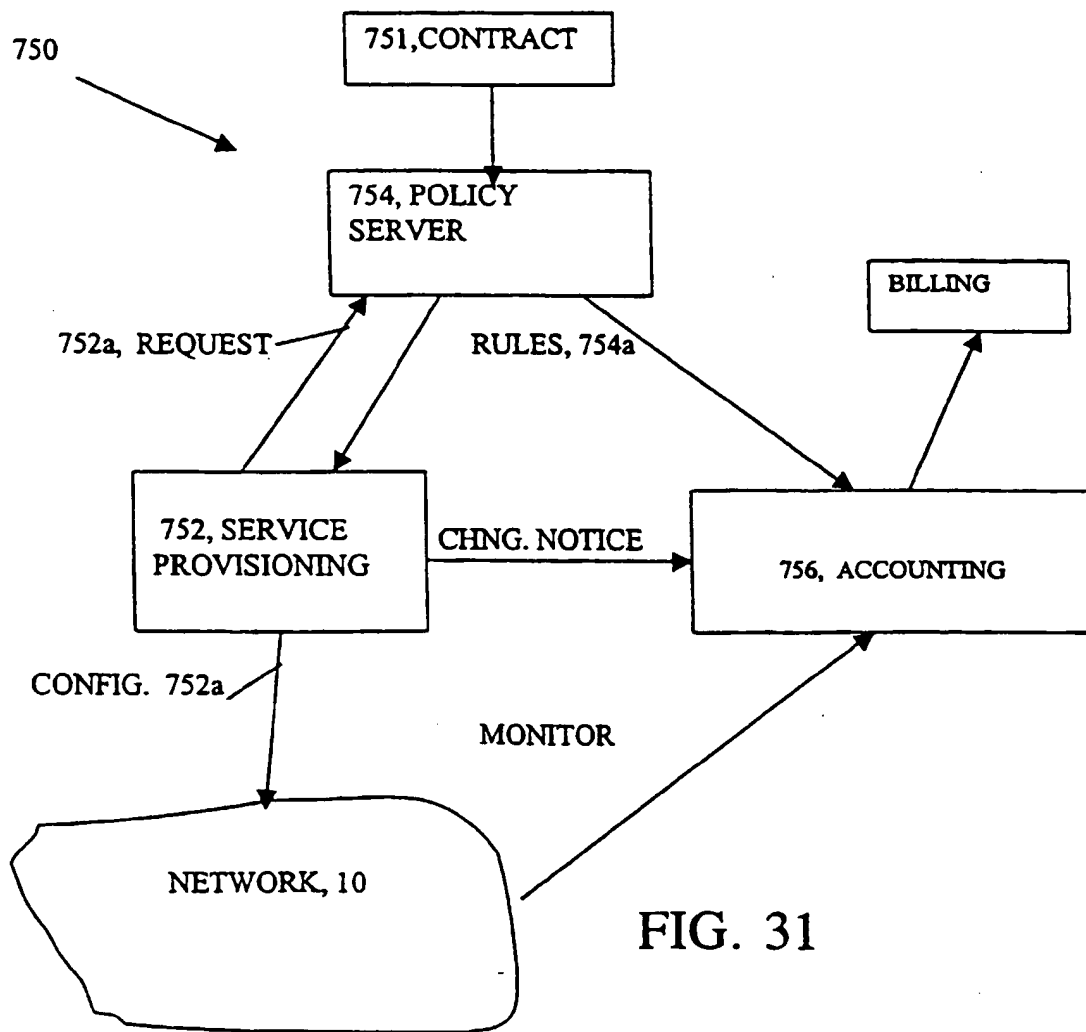 750
751,CONTRACT
754, POLICY
SERVER
BILLING
752a, REQUEST
RULES, 754a
752, SERVICE
PROVISIONING
CHNG. NOTICE
756, ACCOUNTING
CONFIG. 752a
MONITOR
NETWORK, 10
FIG. 31